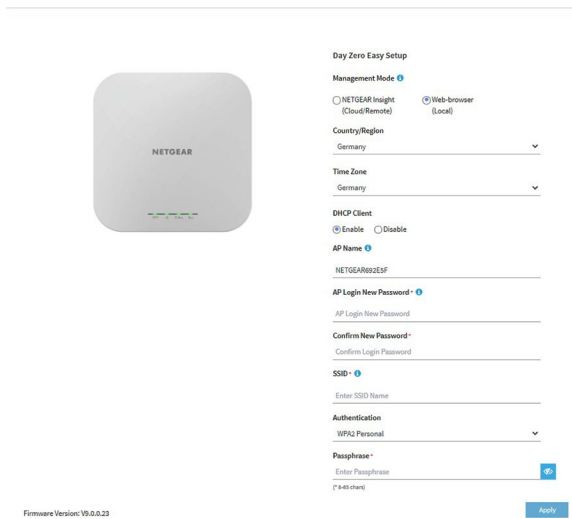 Day Zero Easy Setup
Management Mode
NETGEAR Insight
(Cloud/Remote)
Web-browser
(Local)
Country/Region
Germany
NETGEAR
Time Zone
Germany
DHCP Client
Enable Disable
AP Name
NETGEAR692E5F
AP Login New Password*
AP Login New Password
Confirm New Password*
Confirm Login Password
SSID*
Enter SSID Name
Authentication
WPA2 Personal
Passphrase*
Enter Passphrase
(* 8-65 chars)
Firmware Version: V9.0.0.23
Apply